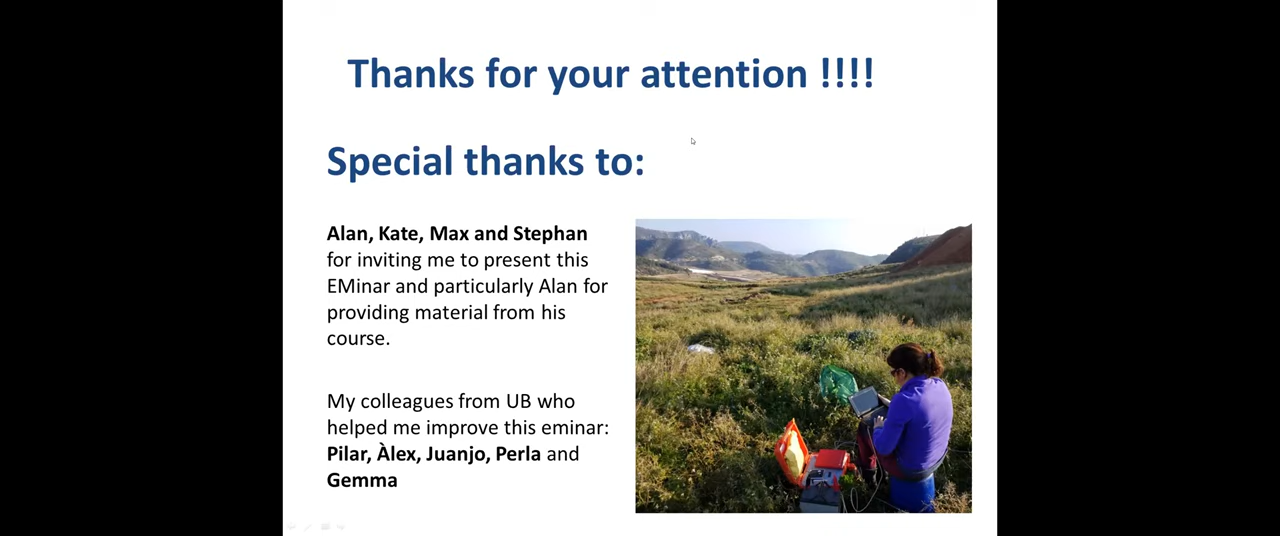 Thanks for your attention !!!!
Special thanks to:
Alan, Kate, Max and Stephan
for inviting me to present this
EMinar and particularly Alan for
providing material from his
course.
My colleagues from UB who
helped me improve this eminar:
Pilar, Àlex, Juanjo, Perla and
Gemma